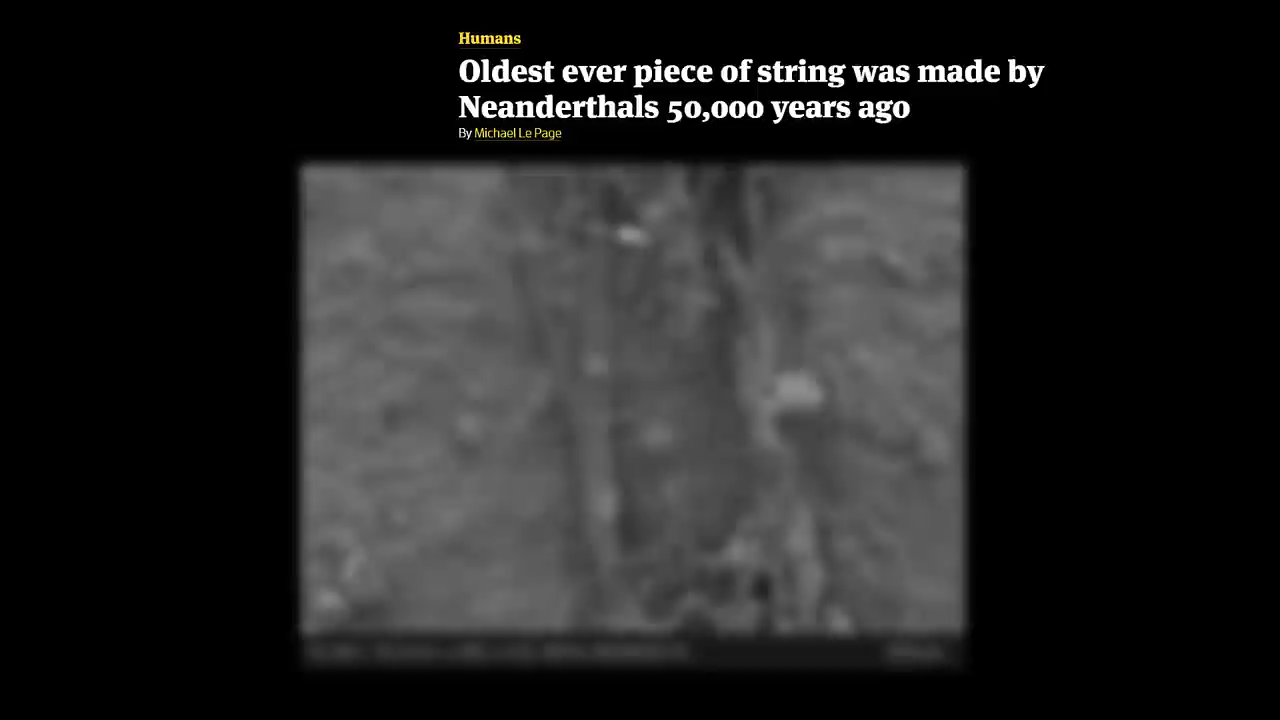 Humans
Oldest ever piece of string was made by
Neanderthals 50,000 years ago
By Michael Le Page